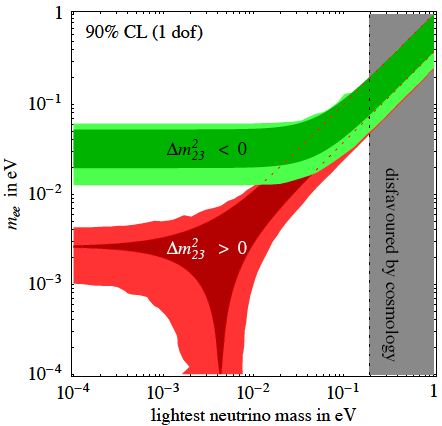 90% CL (1 dof)
1
10⁻¹
10⁻²
10⁻³
10⁻⁴
m_ee in eV
Δm²₂₃ < 0
Δm²₂₃ > 0
disfavoured by cosmology
10⁻⁴ 10⁻³ 10⁻² 10⁻¹ 1
lightest neutrino mass in eV